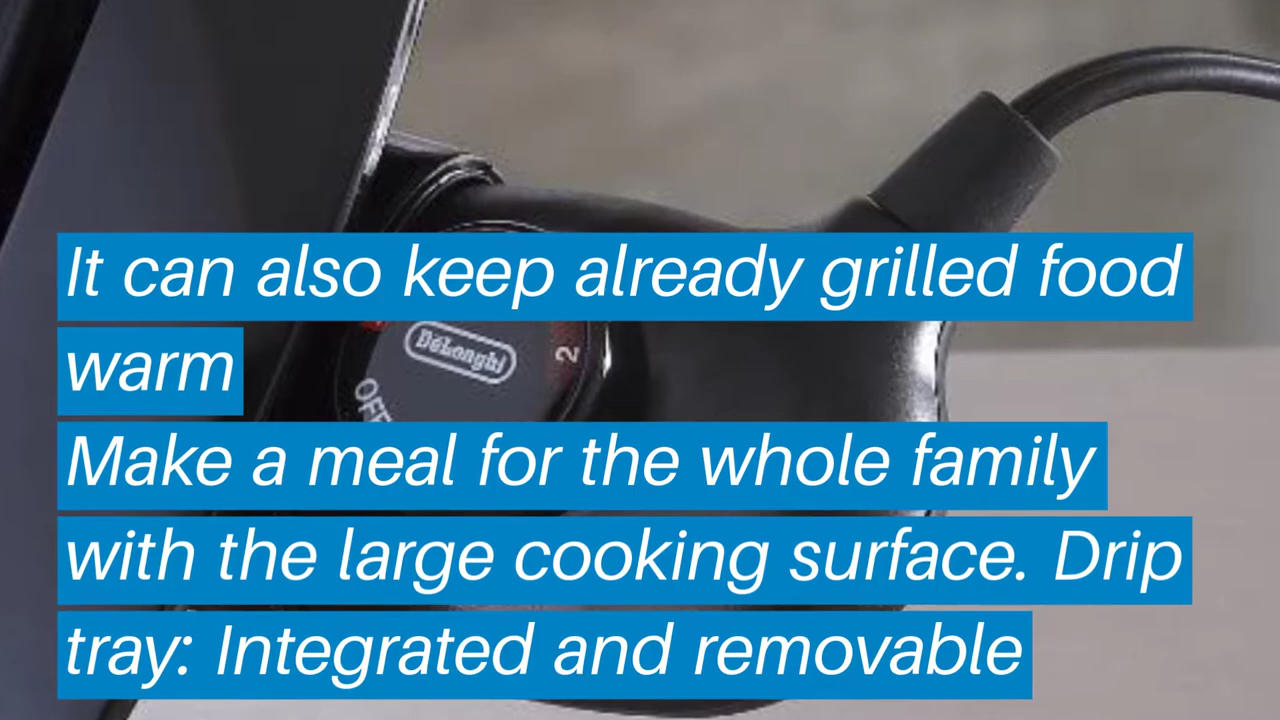 It can also keep already grilled food
warm
DeLonghi
2
OFF
Make a meal for the whole family
with the large cooking surface. Drip
tray: Integrated and removable